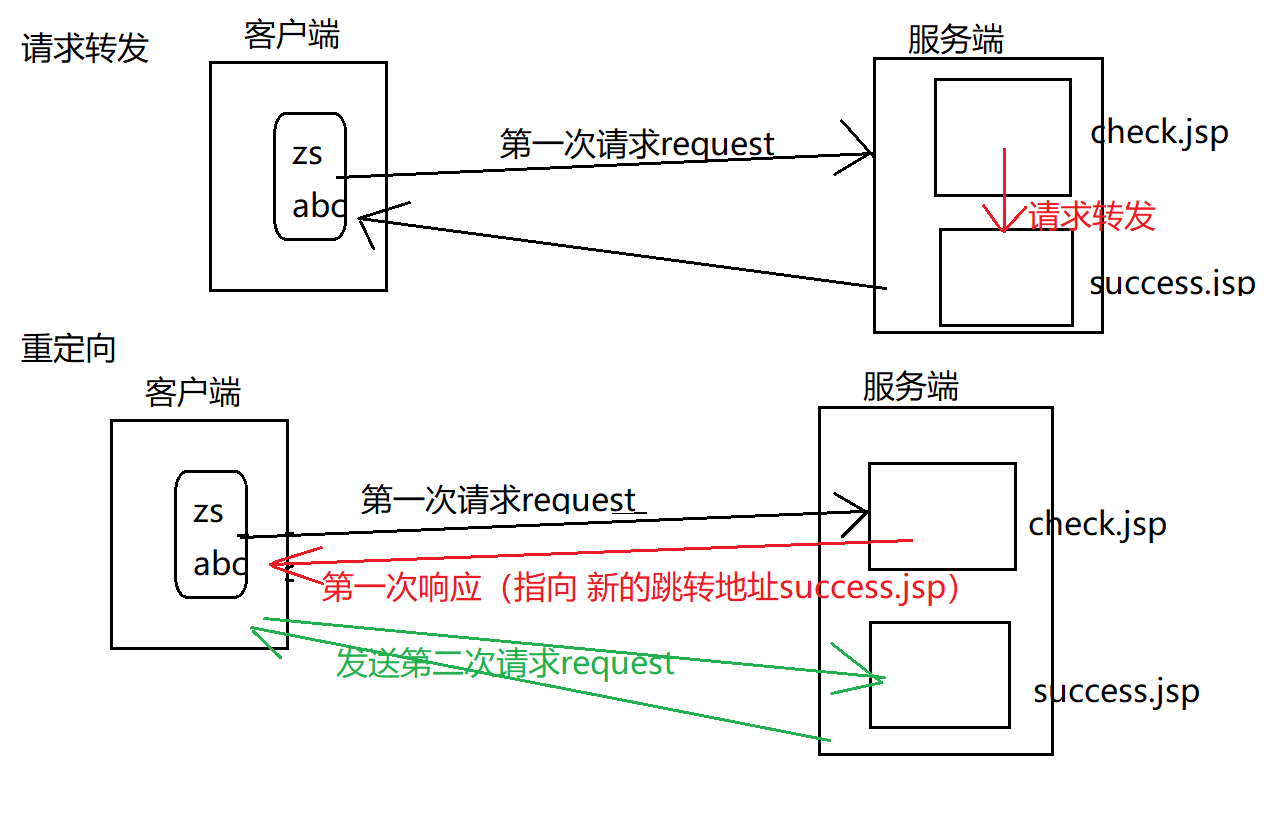 请求转发
客户端
服务端
zs
abc
第一次请求request
check.jsp
请求转发
success.jsp
重定向
客户端
服务端
zs
abc
第一次请求request
check.jsp
第一次响应（指向 新的跳转地址success.jsp）
发送第二次请求request
success.jsp